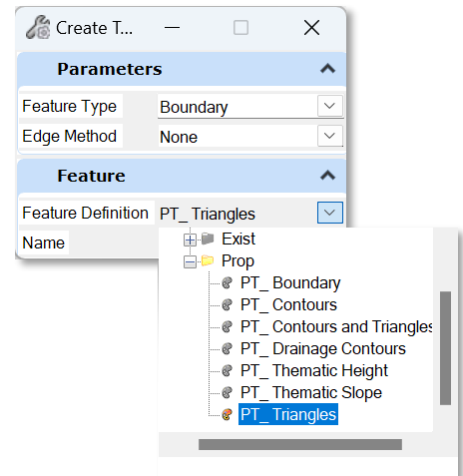 Create T...
Parameters
Feature Type Boundary
Edge Method None
Feature
Feature Definition PT_ Triangles
Name
Exist
Prop
PT_ Boundary
PT_ Contours
PT_ Contours and Triangles
PT_ Drainage Contours
PT_ Thematic Height
PT_ Thematic Slope
PT_ Triangles